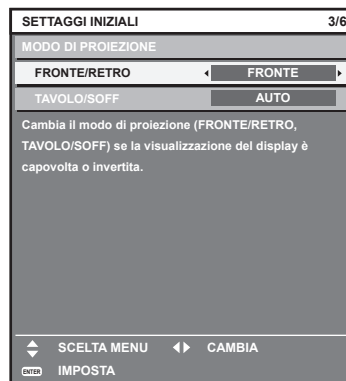 SETTAGGI INIZIALI 3/6
MODO DI PROIEZIONE
FRONTE/RETRO FRONTE
TAVOLO/SOFF AUTO
Cambia il modo di proiezione (FRONTE/RETRO,
TAVOLO/SOFF) se la visualizzazione del display è
capovolta o invertita.
SCELTA MENU CAMBIA
ENTER IMPOSTA